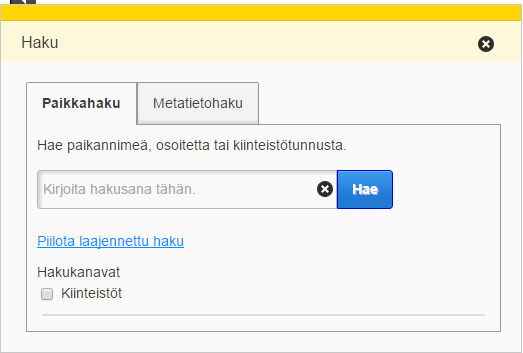 Haku
Paikkahaku
Metatietohaku
Hae paikannimeä, osoitetta tai kiinteistötunnusta.
Kirjoita hakusana tähän.
Hae
Piilota laajennettu haku
Hakukanavat
Kiinteistöt